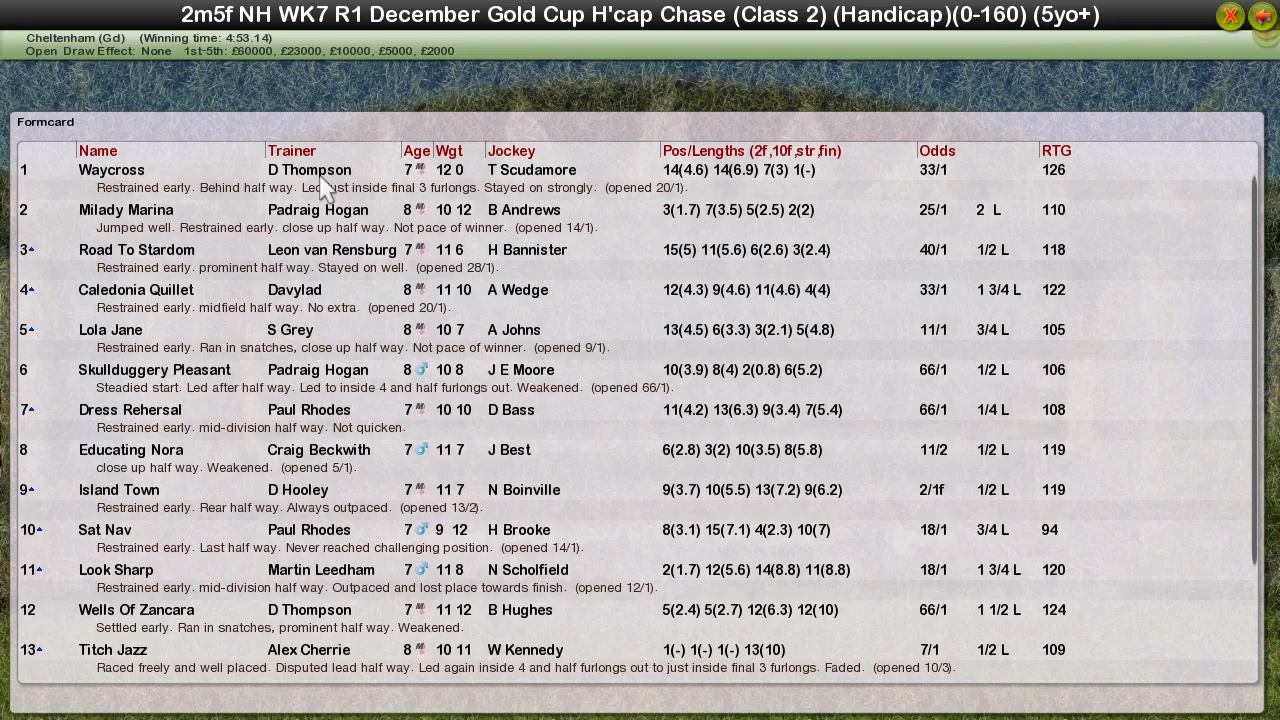 2m5f NH WK7 R1 December Gold Cup H'cap Chase (Class 2) (Handicap)(0-160) (5yo+)
Cheltenham (Gd) (Winning time: 4:53.14)
Open Draw Effect: None 1st-5th: £60000, £23000, £10000, £5000, £2000
Formcard
Name Trainer Age Wgt Jockey Pos/Lengths (2f,10f,str,fin) Odds RTG
1 Waycross D Thompson 7 12 0 T Scudamore 14(4.6) 14(6.9) 7(3) 1(-) 33/1 126
Restrained early. Behind half way. Led just inside final 3 furlongs. Stayed on strongly. (opened 20/1).
2 Milady Marina Padraig Hogan 8 10 12 B Andrews 3(1.7) 7(3.5) 5(2.5) 2(2) 25/1 2 L 110
Jumped well. Restrained early. close up half way. Not pace of winner. (opened 14/1).
3 Road To Stardom Leon van Rensburg 7 11 6 H Bannister 15(5) 11(5.6) 6(2.6) 3(2.4) 40/1 1/2 L 118
Restrained early. prominent half way. Stayed on well. (opened 28/1).
4 Caledonia Quillet Davylad 8 11 10 A Wedge 12(4.3) 9(4.6) 11(4.6) 4(4) 33/1 1 3/4 L 122
Restrained early. midfield half way. No extra. (opened 20/1).
5 Lola Jane S Grey 8 10 7 A Johns 13(4.5) 6(3.3) 3(2.1) 5(4.8) 11/1 3/4 L 105
Restrained early. Ran in snatches, close up half way. Not pace of winner. (opened 9/1).
6 Skullduggery Pleasant Padraig Hogan 8 10 8 J E Moore 10(3.9) 8(4) 2(0.8) 6(5.2) 66/1 1/2 L 106
Steadied start. Led after half way. Led to inside 4 and half furlongs out. Weakened. (opened 66/1).
7 Dress Rehersal Paul Rhodes 7 10 10 D Bass 11(4.2) 13(6.3) 9(3.4) 7(5.4) 66/1 1/4 L 108
Restrained early. mid-division half way. Not quicken.
8 Educating Nora Craig Beckwith 7 11 7 J Best 6(2.8) 3(2) 10(3.5) 8(5.8) 11/2 1/2 L 119
close up half way. Weakened. (opened 5/1).
9 Island Town D Hooley 7 11 7 N Boinville 9(3.7) 10(5.5) 13(7.2) 9(6.2) 2/1f 1/2 L 119
Restrained early. Rear half way. Always outpaced. (opened 13/2).
10 Sat Nav Paul Rhodes 7 9 12 H Brooke 8(3.1) 15(7.1) 4(2.3) 10(7) 18/1 3/4 L 94
Restrained early. Last half way. Never reached challenging position. (opened 14/1).
11 Look Sharp Martin Leedham 7 11 8 N Scholfield 2(1.7) 12(5.6) 14(8.8) 11(8.8) 18/1 1 3/4 L 120
Restrained early. mid-division half way. Outpaced and lost place towards finish. (opened 12/1).
12 Wells Of Zancara D Thompson 7 11 12 B Hughes 5(2.4) 5(2.7) 12(6.3) 12(10) 66/1 1 1/2 L 124
Settled early. Ran in snatches, prominent half way. Weakened.
13 Titch Jazz Alex Cherrie 8 10 11 W Kennedy 1(-) 1(-) 1(-) 13(10) 7/1 1/2 L 109
Raced freely and well placed. Disputed lead half way. Led again inside 4 and half furlongs out to just inside final 3 furlongs. Faded. (opened 10/3).